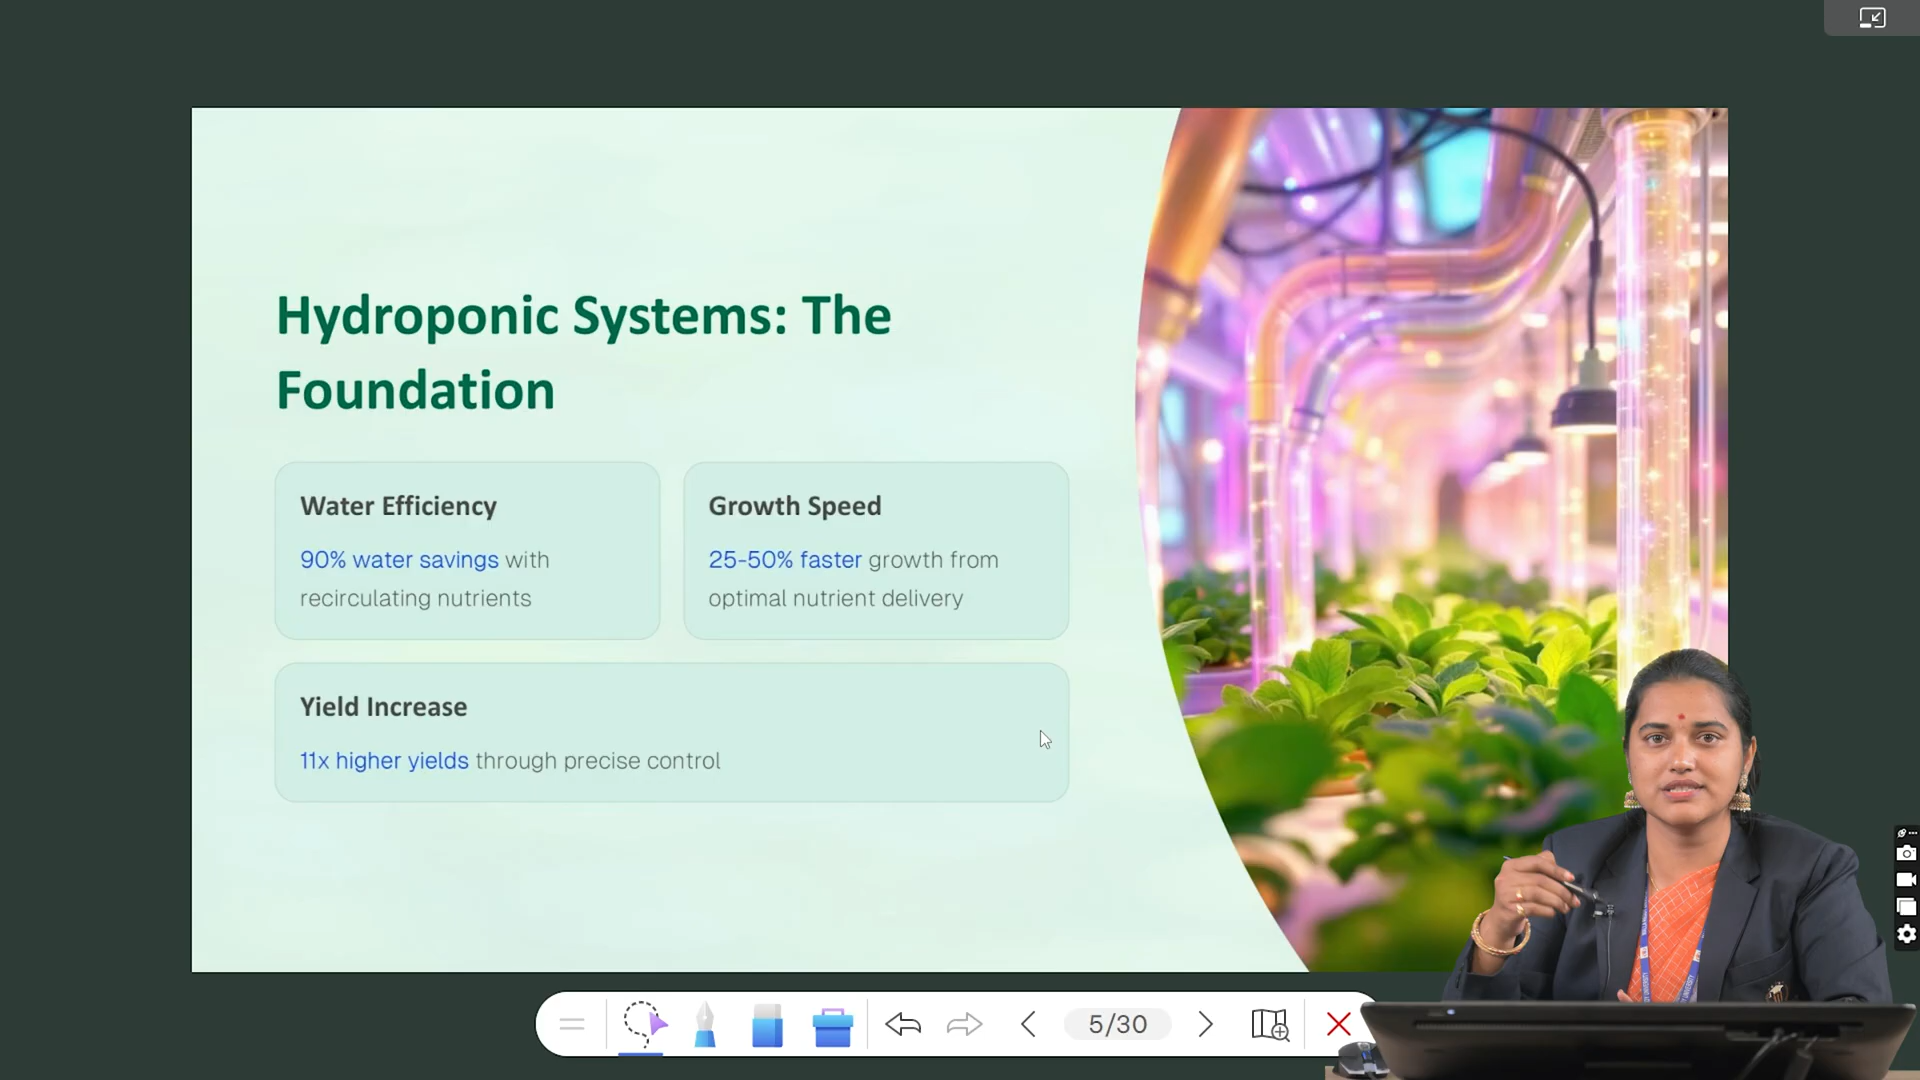 Hydroponic Systems: The
Foundation
Water Efficiency
90% water savings with
recirculating nutrients
Growth Speed
25-50% faster growth from
optimal nutrient delivery
Yield Increase
11x higher yields through precise control
5/30